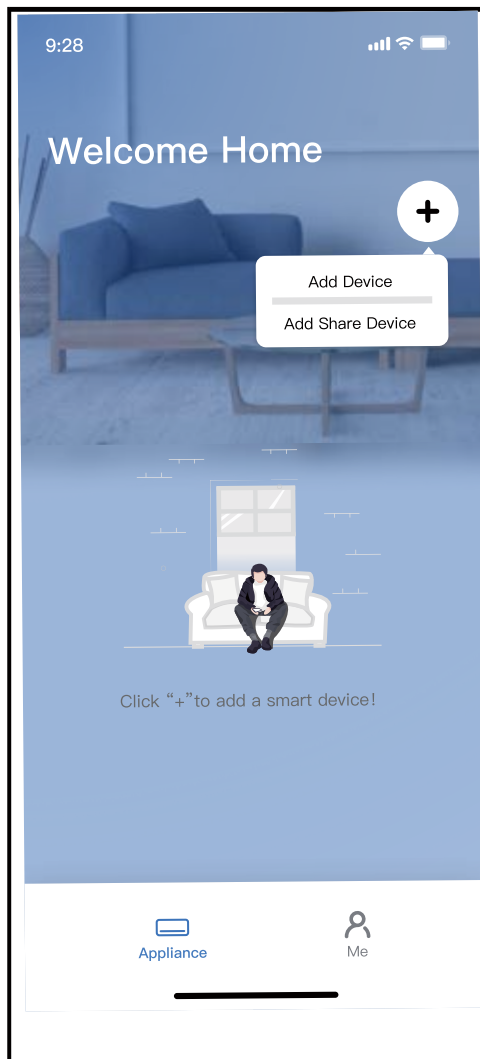 9:28
Welcome Home
Add Device
Add Share Device
Click “+”to add a smart device!
Appliance
Me